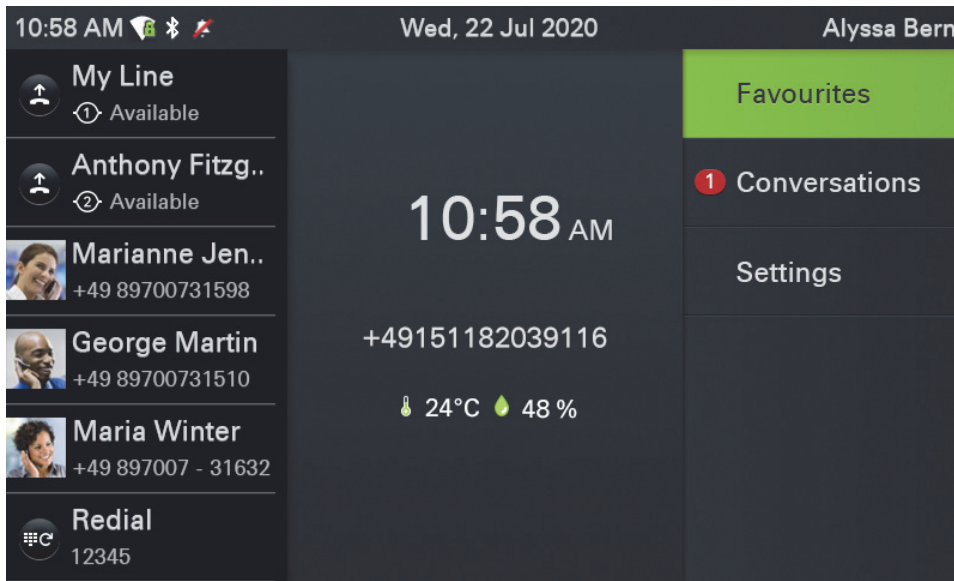 10:58 AM Wed, 22 Jul 2020 Alyssa Bern
My Line
1 Available
Anthony Fitzg..
2 Available
Marianne Jen..
+49 89700731598
George Martin
+49 89700731510
Maria Winter
+49 897007 - 31632
Redial
12345
10:58 AM
+49151182039116
24°C 48 %
Favourites
1 Conversations
Settings